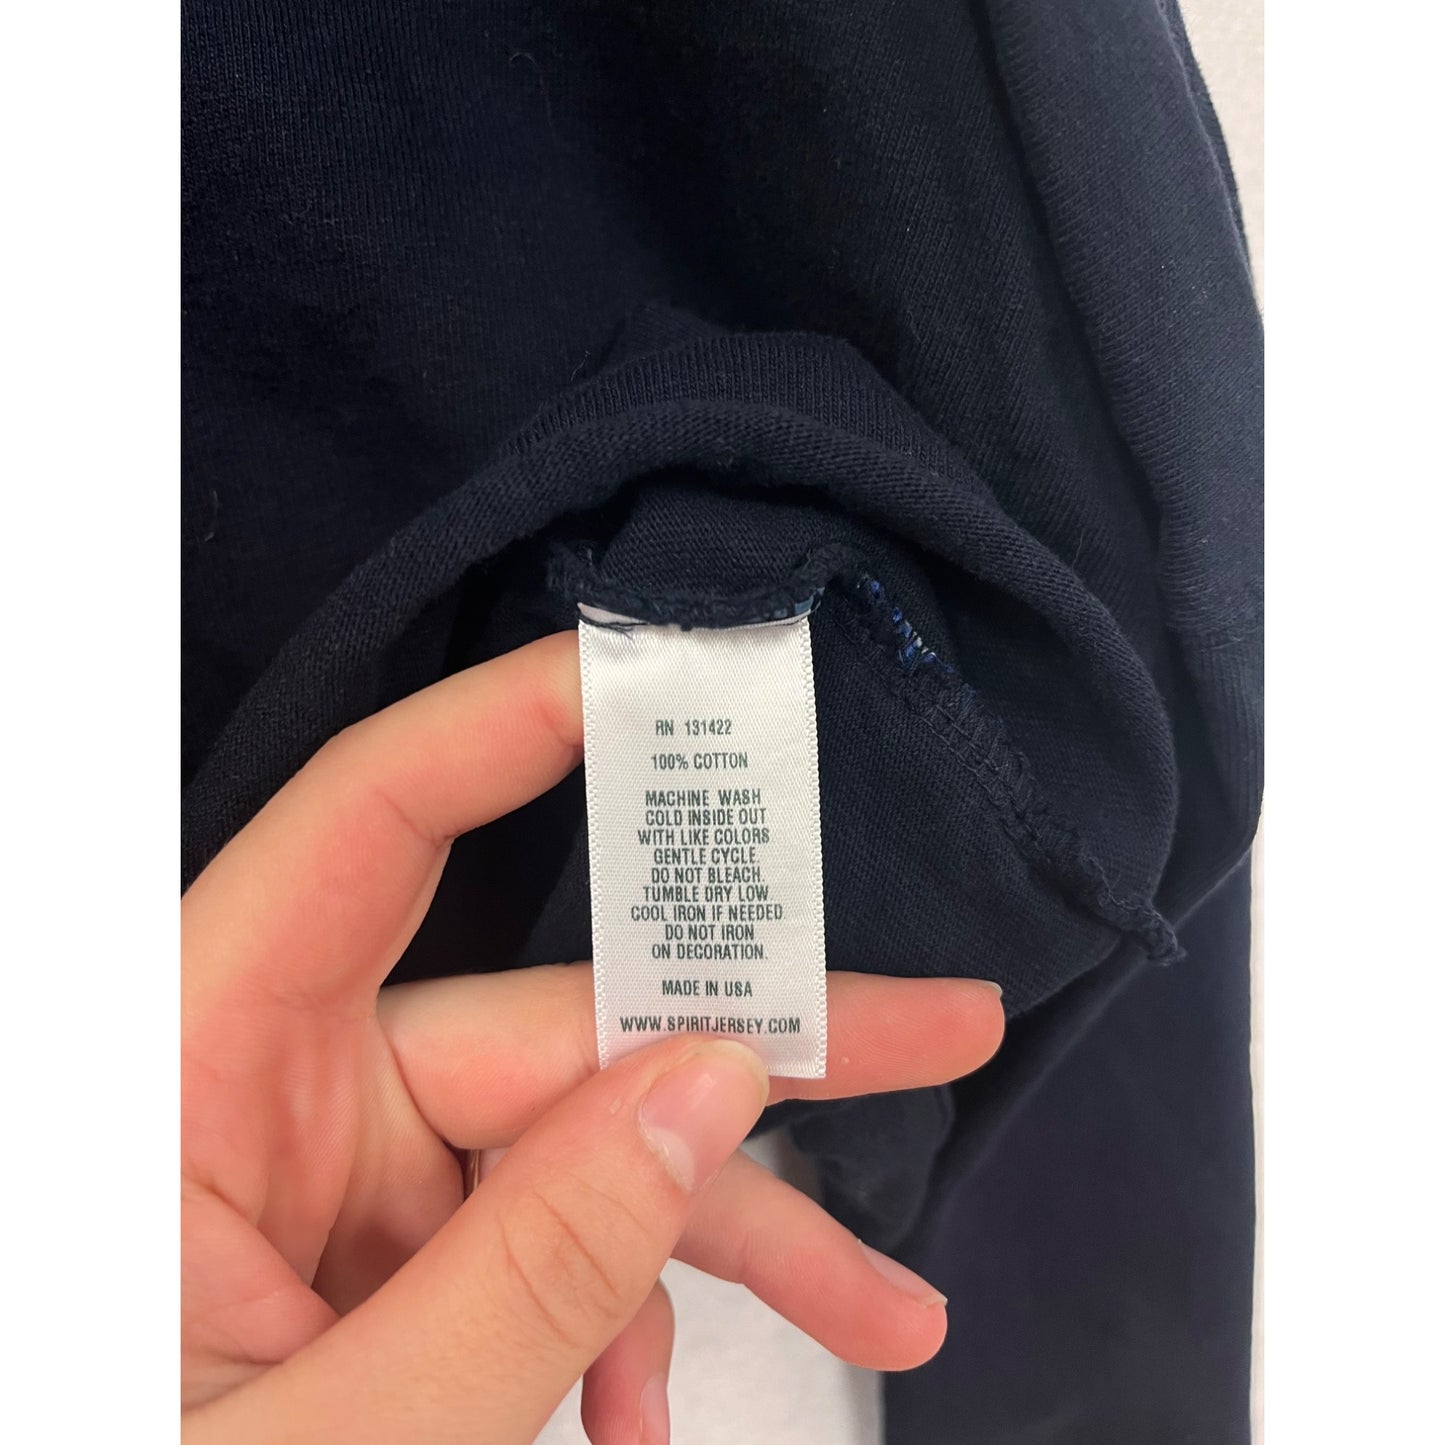 RN 131422
100% COTTON
MACHINE WASH
COLD INSIDE OUT
WITH LIKE COLORS
GENTLE CYCLE.
DO NOT BLEACH.
TUMBLE DRY LOW
COOL IRON IF NEEDED
DO NOT IRON
ON DECORATION.
MADE IN USA
WWW.SPIRITJERSEY.COM